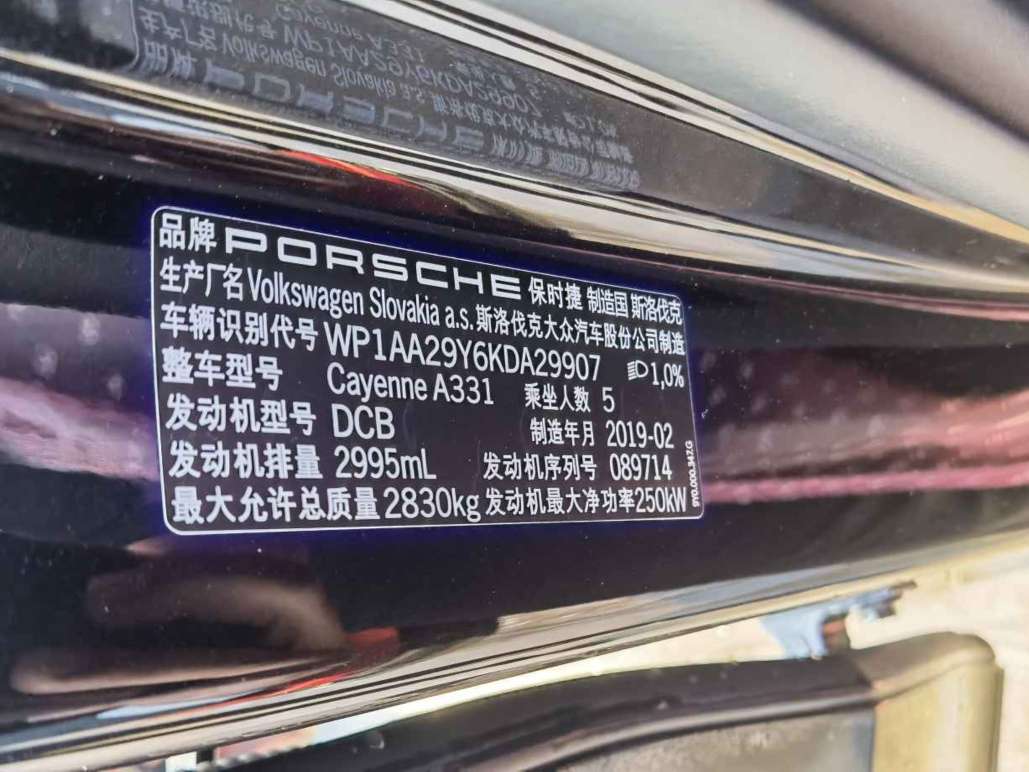 品牌 PORSCHE 保时捷 制造国 斯洛伐克
生产厂名 Volkswagen Slovakia a.s. 斯洛伐克大众汽车股份公司制造
车辆识别代号 WP1AA29Y6KDA29907 1,0%
整车型号 Cayenne A331 乘坐人数 5
发动机型号 DCB 制造年月 2019-02
发动机排量 2995mL 发动机序列号 089714
最大允许总质量 2830kg 发动机最大净功率 250kW
9Y0.000.347.G